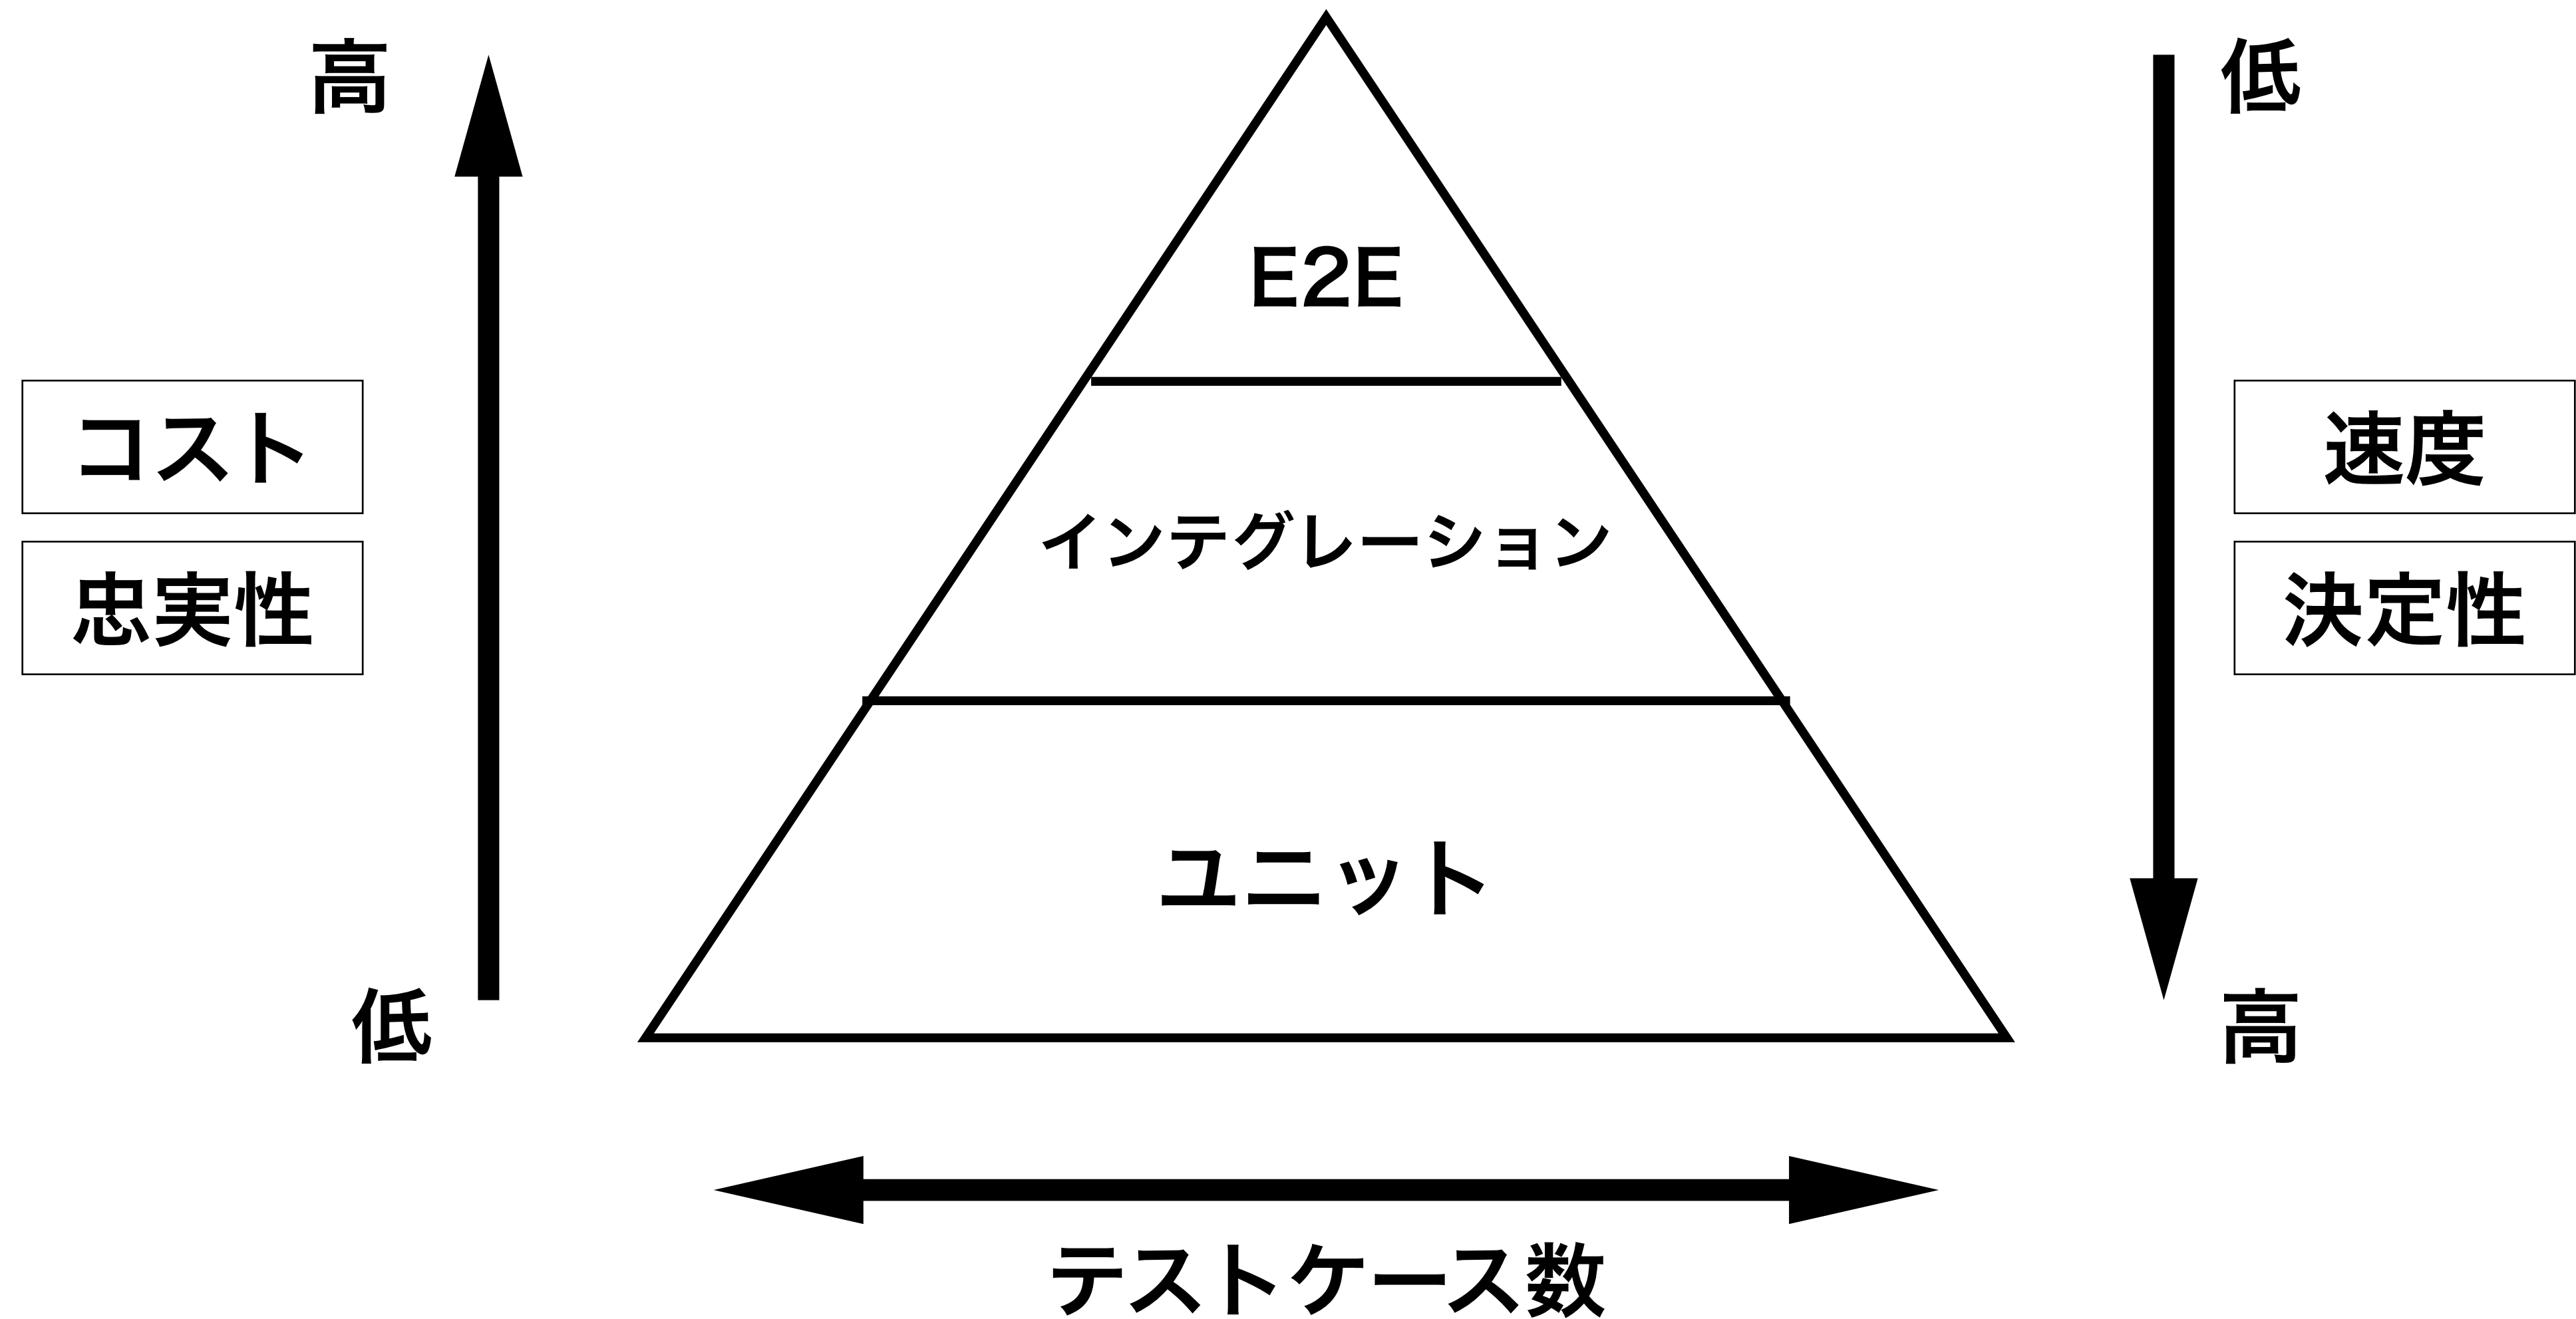 高
低
E2E
コスト
速度
インテグレーション
忠実性
決定性
ユニット
低
高
テストケース数